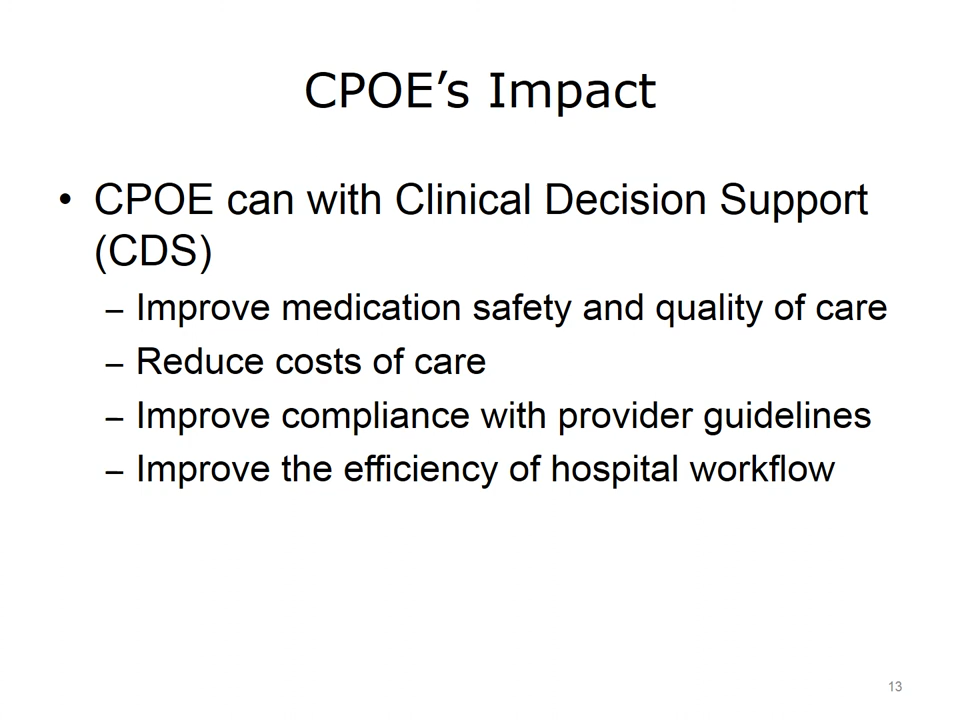 CPOE’s Impact
• CPOE can with Clinical Decision Support
(CDS)
– Improve medication safety and quality of care
– Reduce costs of care
– Improve compliance with provider guidelines
– Improve the efficiency of hospital workflow
13